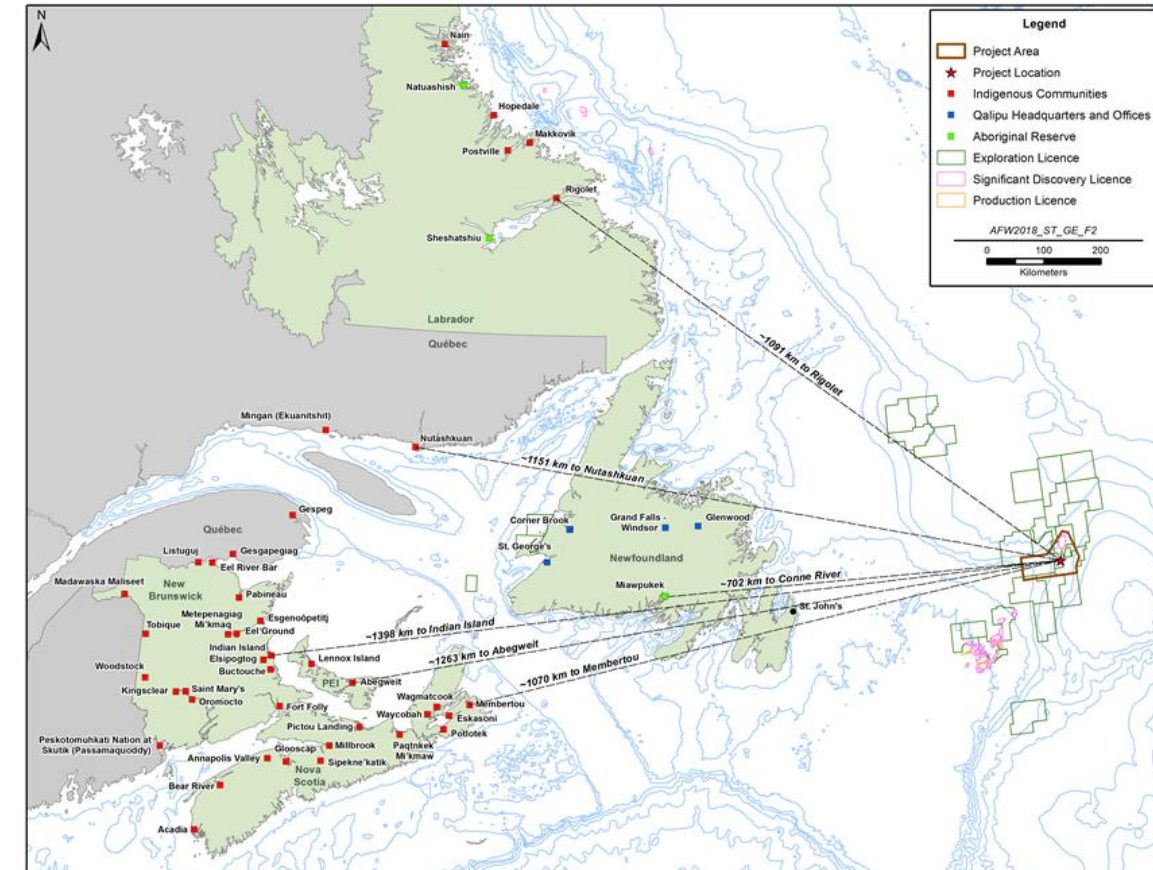 N
Legend
Project Area
Project Location
Indigenous Communities
Qalipu Headquarters and Offices
Aboriginal Reserve
Exploration Licence
Significant Discovery Licence
Production Licence
AFW2018_ST_GE_F2
0 100 200
Kilometers
Nain
Natuashish
Hopedale
Makkovik
Postville
Rigolet
Sheshatshiu
Labrador
Québec
~1091 km to Rigolet
Mingan (Ekuanitshit)
Nutashkuan
~1151 km to Nutashkuan
Gespeg
Québec
Corner Brook
Grand Falls -
Windsor
Glenwood
St. George's
Newfoundland
Listuguj
Gesgapegiag
Eel River Bar
Madawaska Maliseet
New
Brunswick
Pabineau
Miawpukek
~702 km to Conne River
St. John's
Metepenagiag
Mi'kmaq
Esgenoôpetitj
Tobique
Eel Ground
~1398 km to Indian Island
Indian Island
Elsipogtog
Lennox Island
~1263 km to Abegweit
Woodstock
Buctouche
PEI
Abegweit
~1070 km to Membertou
Kingsclear
Saint Mary's
Oromocto
Wagmatcook
Membertou
Fort Folly
Waycobah
Eskasoni
Pictou Landing
Potlotek
Peskotomuhkati Nation at
Skutik (Passamaquoddy)
Paqtnkek
Mi'kmaw
Glooscap
Millbrook
Annapolis Valley
Sipekne'katik
Nova
Scotia
Bear River
Acadia